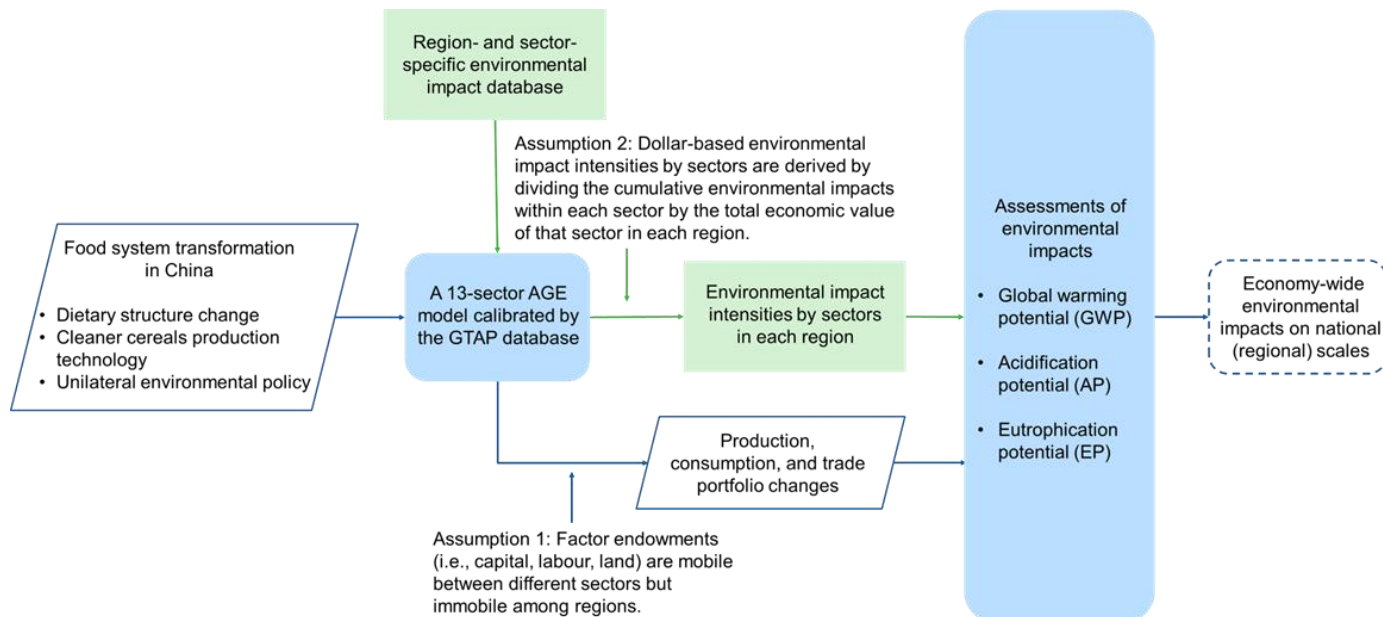 Region- and sector-
specific environmental
impact database
Assumption 2: Dollar-based environmental
impact intensities by sectors are derived by
dividing the cumulative environmental impacts
within each sector by the total economic value
of that sector in each region.
Food system transformation
in China
• Dietary structure change
• Cleaner cereals production
technology
• Unilateral environmental policy
A 13-sector AGE
model calibrated by
the GTAP database
Environmental impact
intensities by sectors
in each region
Production,
consumption, and trade
portfolio changes
Assumption 1: Factor endowments
(i.e., capital, labour, land) are mobile
between different sectors but
immobile among regions.
Assessments of
environmental
impacts
• Global warming
potential (GWP)
• Acidification
potential (AP)
• Eutrophication
potential (EP)
Economy-wide
environmental
impacts on national
(regional) scales